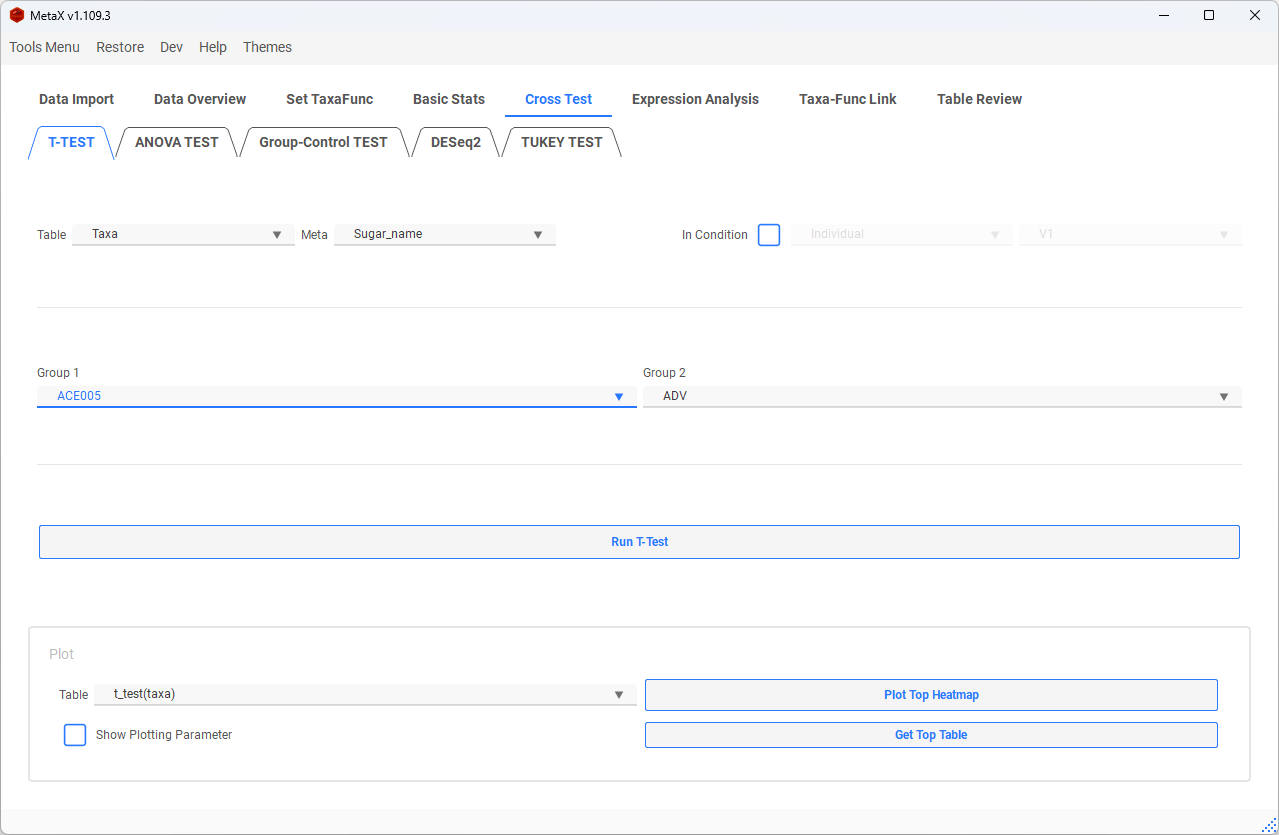 MetaX v1.109.3
Tools Menu Restore Dev Help Themes
Data Import Data Overview Set TaxaFunc Basic Stats Cross Test Expression Analysis Taxa-Func Link Table Review
T-TEST ANOVA TEST Group-Control TEST DESeq2 TUKEY TEST
Table Taxa Meta Sugar_name In Condition Individual V1
Group 1 Group 2
ACE005 ADV
Run T-Test
Plot
Table t_test(taxa) Plot Top Heatmap
Show Plotting Parameter Get Top Table